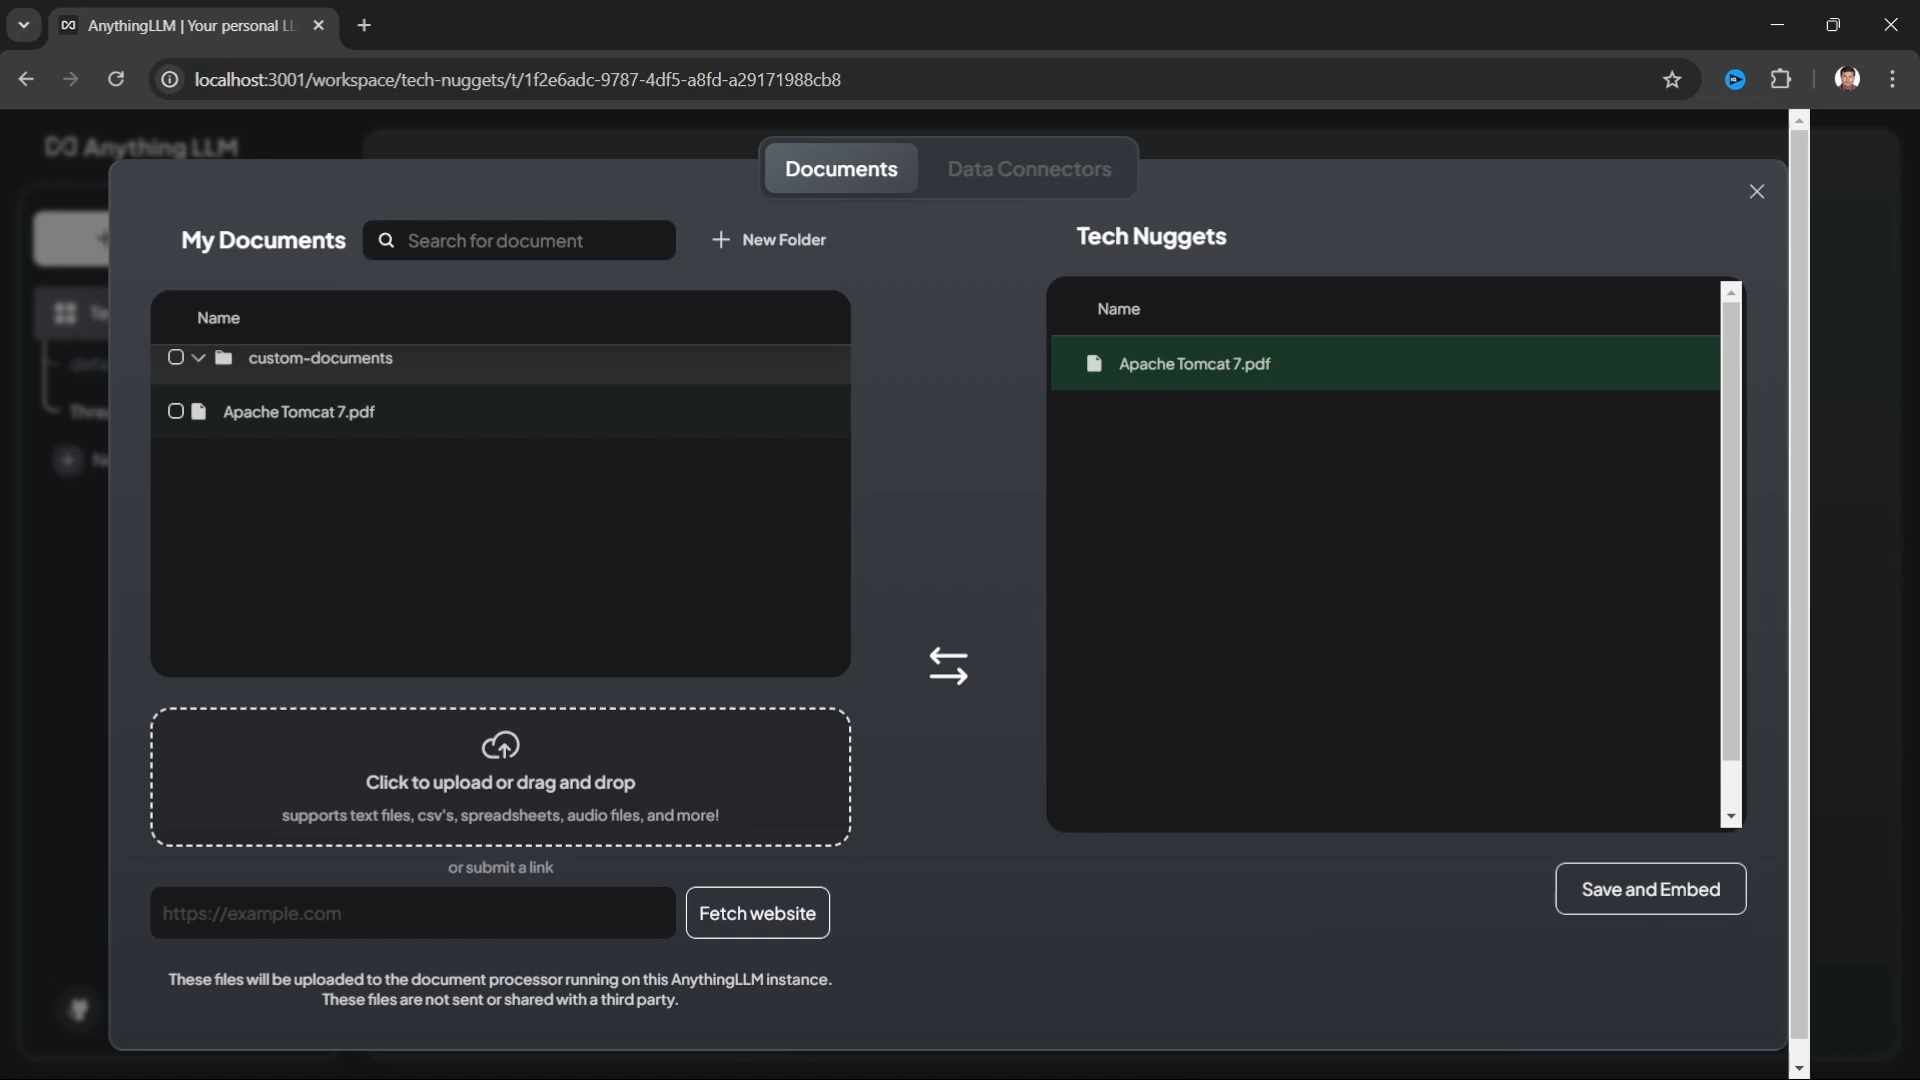 AnythingLLM | Your personal LL
localhost:3001/workspace/tech-nuggets/t/1f2e6adc-9787-4df5-a8fd-a29171988cb8
Anything LLM
Documents
Data Connectors
My Documents
Search for document
New Folder
Name
custom-documents
Apache Tomcat 7.pdf
Click to upload or drag and drop
supports text files, csv's, spreadsheets, audio files, and more!
or submit a link
https://example.com
Fetch website
These files will be uploaded to the document processor running on this AnythingLLM instance.
These files are not sent or shared with a third party.
Tech Nuggets
Name
Apache Tomcat 7.pdf
Save and Embed